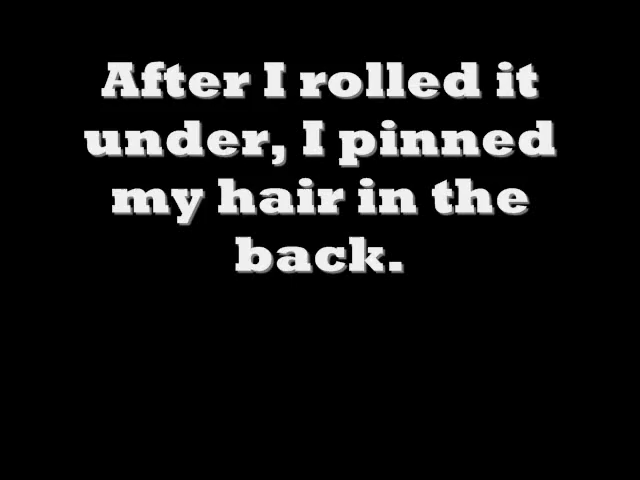 After I rolled it
under, I pinned
my hair in the
back.